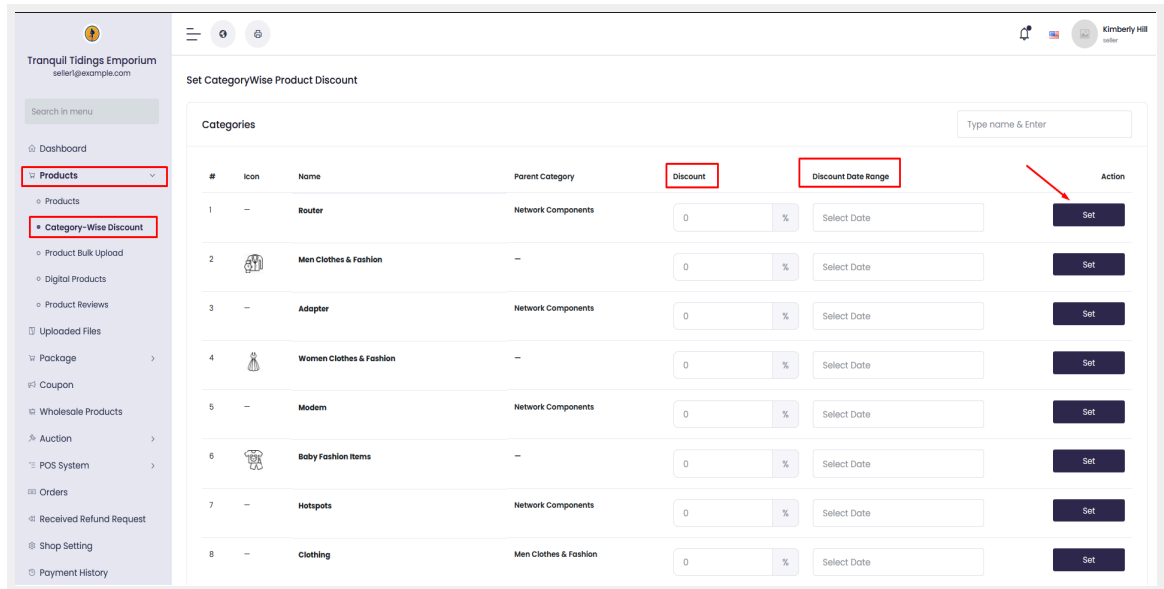 Tranquil Tidings Emporium
seller1@example.com
Search in menu
Dashboard
Products
Products
Category-Wise Discount
Product Bulk Upload
Digital Products
Product Reviews
Uploaded Files
Package
Coupon
Wholesale Products
Auction
POS System
Orders
Received Refund Request
Shop Setting
Payment History
Kimberly Hill
seller
Set CategoryWise Product Discount
Categories
Type name & Enter
# Icon Name Parent Category Discount Discount Date Range Action
1 — Router Network Components 0 % Select Date Set
2 Men Clothes & Fashion — 0 % Select Date Set
3 — Adapter Network Components 0 % Select Date Set
4 Women Clothes & Fashion — 0 % Select Date Set
5 — Modem Network Components 0 % Select Date Set
6 Baby Fashion Items — 0 % Select Date Set
7 — Hotspots Network Components 0 % Select Date Set
8 — Clothing Men Clothes & Fashion 0 % Select Date Set